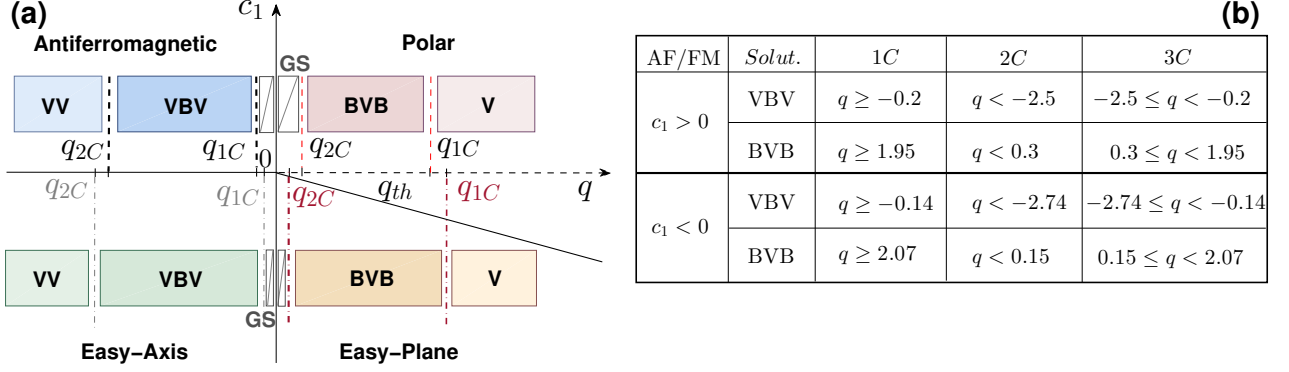 (a)
c1
(b)
Antiferromagnetic
Polar
GS
VV
VBV
BVB
V
q2C
q1C
0
q2C
q1C
q2C
q1C
q2C
qth
q1C
q
VV
VBV
BVB
V
GS
Easy–Axis
Easy–Plane
AF/FM Solut. 1C 2C 3C
c1 > 0
VBV q ≥ −0.2 q < −2.5 −2.5 ≤ q < −0.2
BVB q ≥ 1.95 q < 0.3 0.3 ≤ q < 1.95
c1 < 0
VBV q ≥ −0.14 q < −2.74 −2.74 ≤ q < −0.14
BVB q ≥ 2.07 q < 0.15 0.15 ≤ q < 2.07